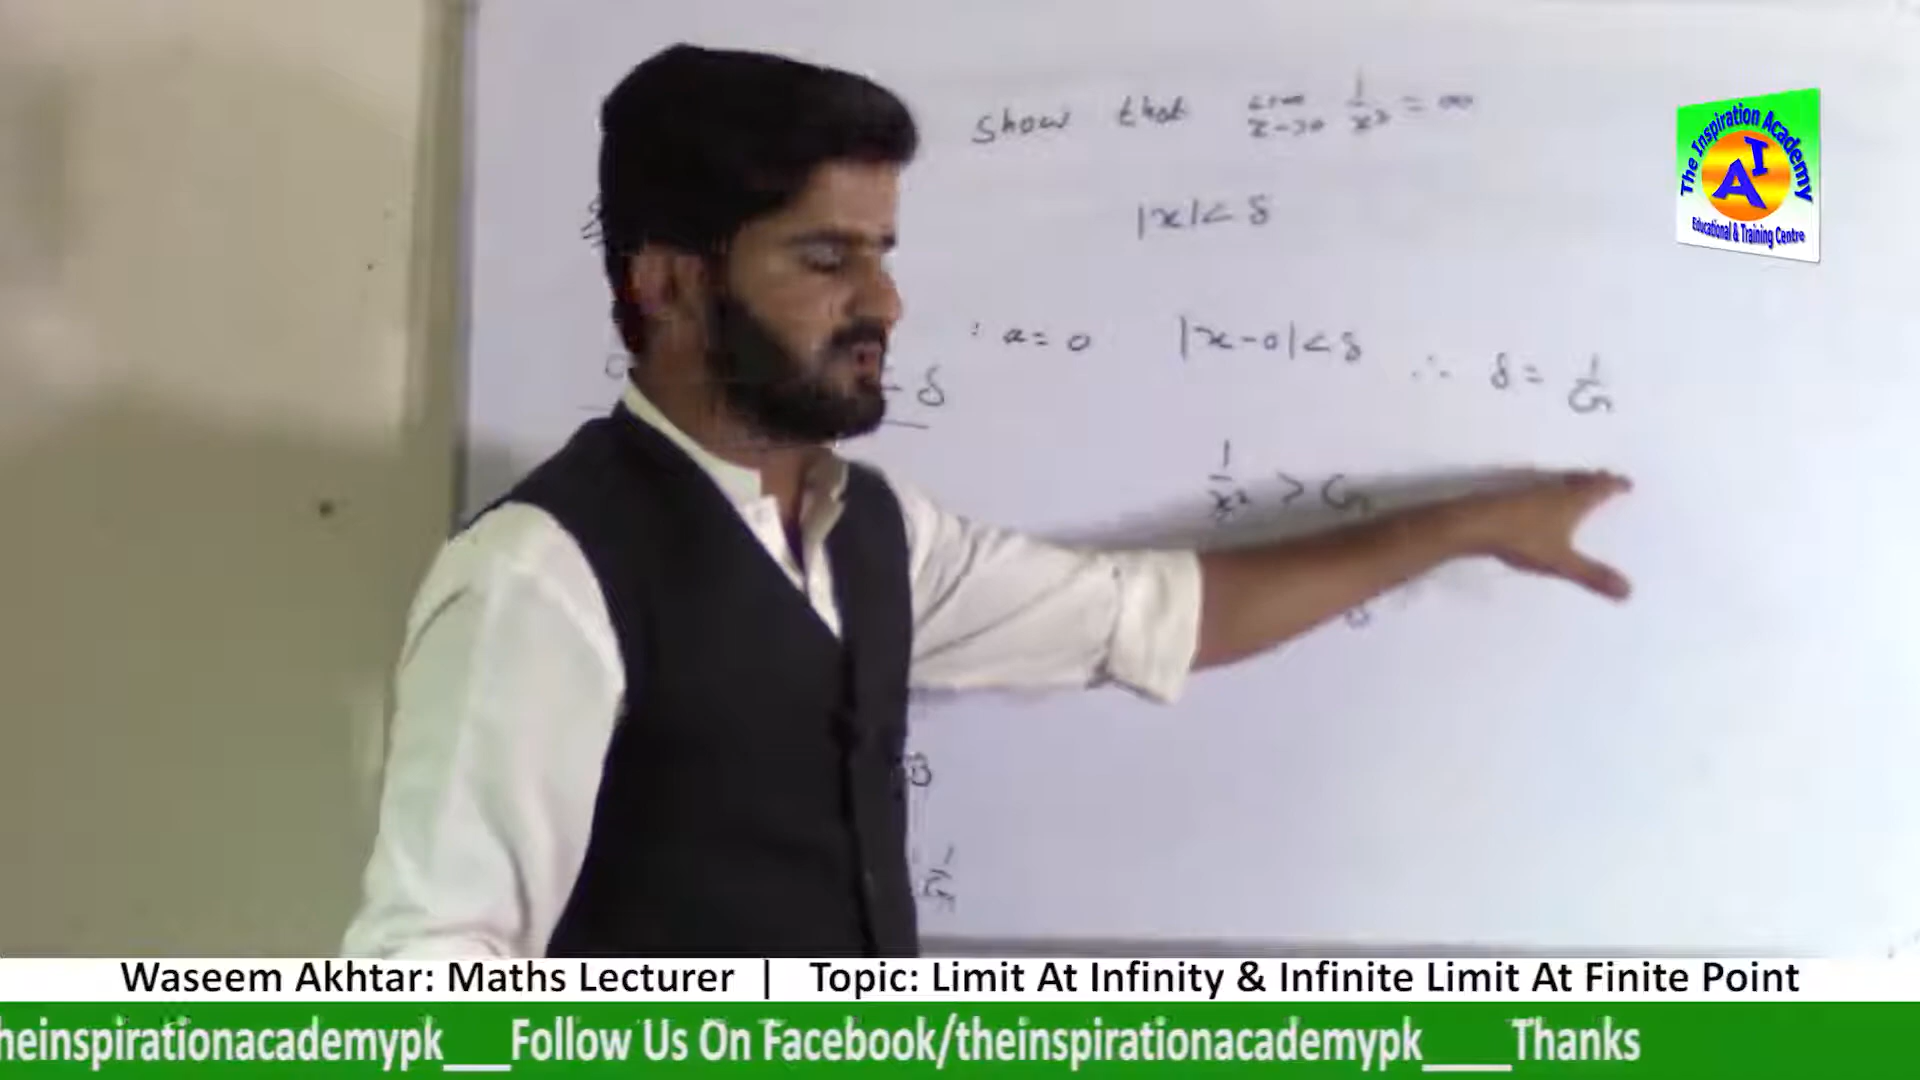 Show that lim x->0 1/x² = ∞
|x| < δ
: a = 0 |x-0| < δ ∴ δ = 1/G
- δ
1/x² > G
The Inspiration Academy
AI
Educational & Training Centre
Waseem Akhtar: Maths Lecturer | Topic: Limit At Infinity & Infinite Limit At Finite Point
heinspirationacademypk___Follow Us On Facebook/theinspirationacademypk____Thanks